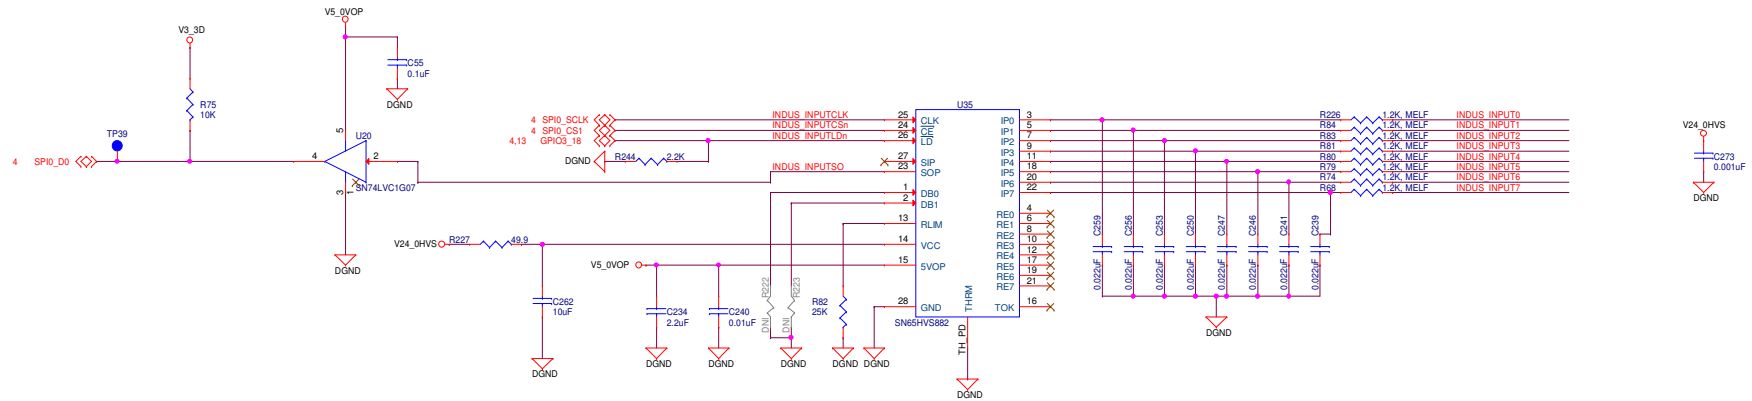 V5_0VOP
V3_3D
C55
0.1uF
DGND
R75
10K
TP39
4 SPI0_D0
U20
5
4
2
3
1
SN74LVC1G07
DGND
4 SPI0_SCLK
4 SPI0_CS1
4,13 GPIO3_18
DGND
R244
2.2K
INDUS_INPUTCLK
INDUS_INPUTCSn
INDUS_INPUTLDn
INDUS_INPUTSO
V24_0HVS
R227
49.9
C262
10uF
DGND
V5_0VOP
C234
2.2uF
DGND
C240
0.01uF
DGND
R222
DNI
R223
DNI
DGND
R82
25K
DGND
DGND
U35
25 CLK
24 CE
26 LD
27 SIP
23 SOP
1 DB0
2 DB1
13 RLIM
14 VCC
15 5VOP
28 GND
SN65HVS882
THRM
TH_PD
DGND
IP0 3
IP1 5
IP2 7
IP3 9
IP4 11
IP5 18
IP6 20
IP7 22
RE0 4
RE1 6
RE2 8
RE3 10
RE4 12
RE5 17
RE6 19
RE7 21
TOK 16
R226 1.2K, MELF INDUS_INPUT0
R84 1.2K, MELF INDUS_INPUT1
R83 1.2K, MELF INDUS_INPUT2
R81 1.2K, MELF INDUS_INPUT3
R80 1.2K, MELF INDUS_INPUT4
R79 1.2K, MELF INDUS_INPUT5
R74 1.2K, MELF INDUS_INPUT6
R68 1.2K, MELF INDUS_INPUT7
C259
0.022uF
C256
0.022uF
C253
0.022uF
C250
0.022uF
C247
0.022uF
C246
0.022uF
C241
0.022uF
C239
0.022uF
DGND
V24_0HVS
C273
0.001uF
DGND